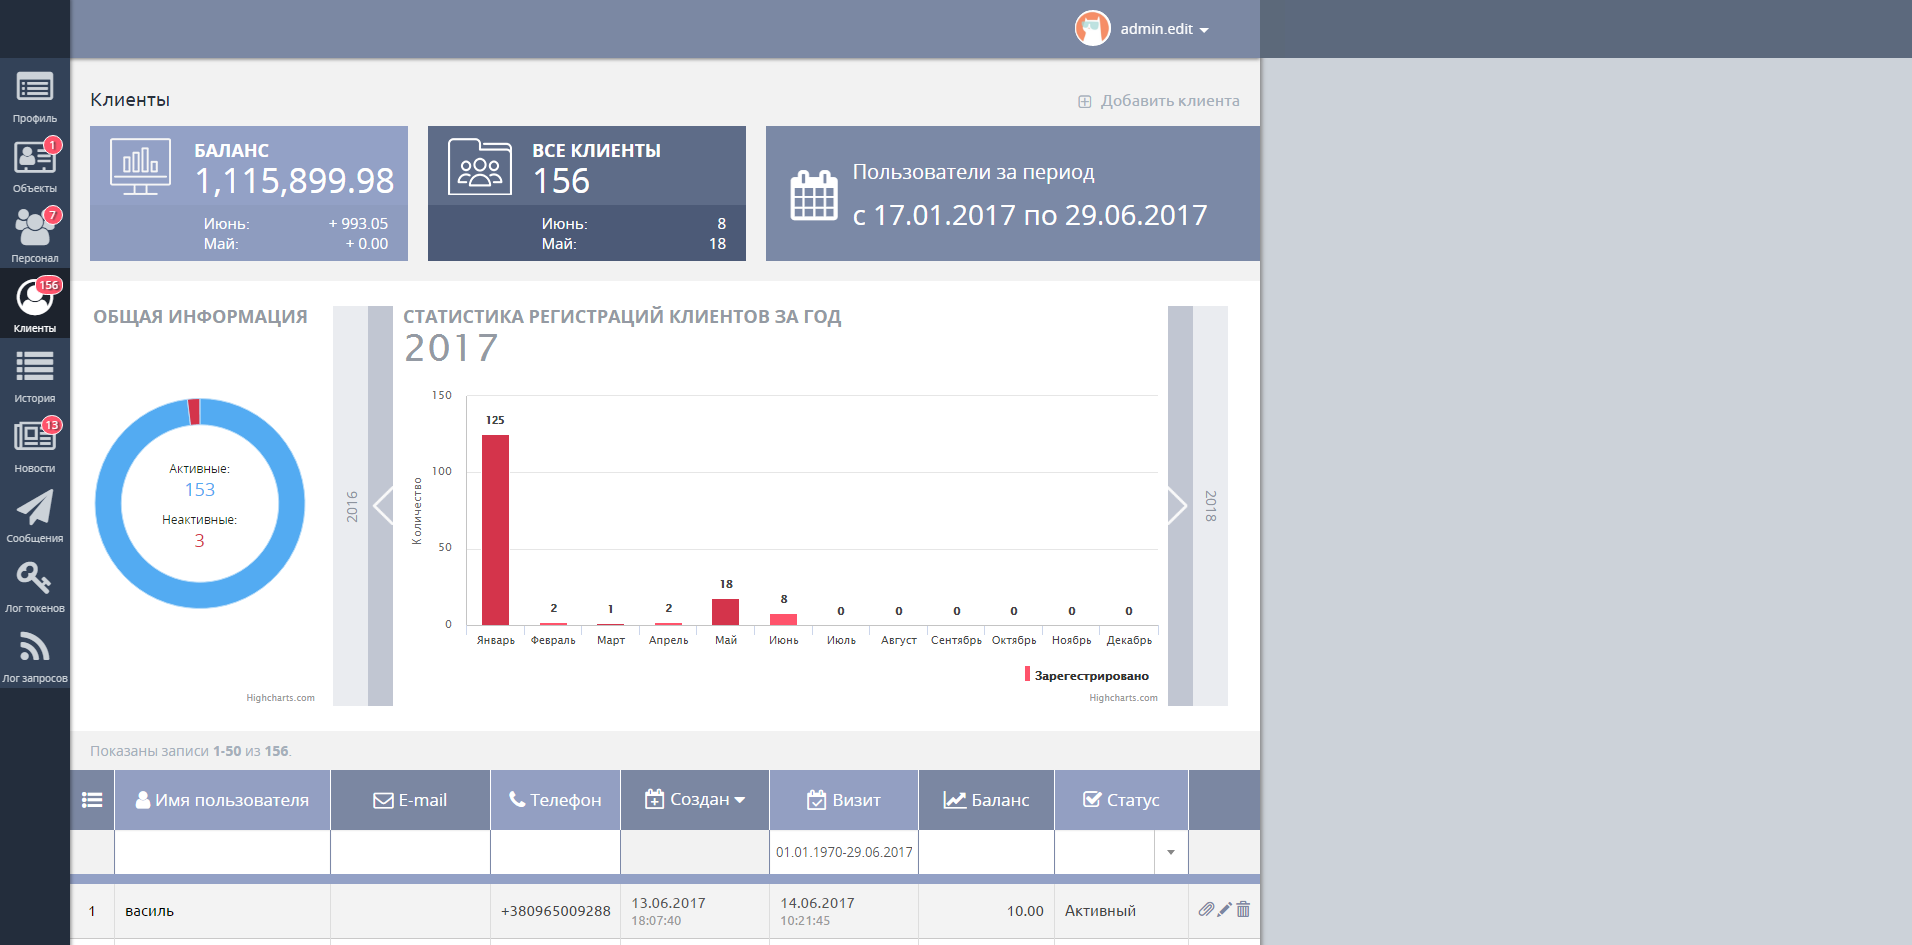 admin.edit
Профиль
1
Объекты
7
Персонал
156
Клиенты
История
13
Новости
Сообщения
Лог токенов
Лог запросов
Клиенты
Добавить клиента
БАЛАНС
1,115,899.98
Июнь: + 993.05
Май: + 0.00
ВСЕ КЛИЕНТЫ
156
Июнь: 8
Май: 18
Пользователи за период
с 17.01.2017 по 29.06.2017
ОБЩАЯ ИНФОРМАЦИЯ
Активные:
153
Неактивные:
3
Highcharts.com
2016
СТАТИСТИКА РЕГИСТРАЦИЙ КЛИЕНТОВ ЗА ГОД
2017
Количество
150
100
50
0
125
2
1
2
18
8
0
0
0
0
0
0
Январь Февраль Март Апрель Май Июнь Июль Август Сентябрь Октябрь Ноябрь Декабрь
Зарегестрировано
Highcharts.com
2018
Показаны записи 1-50 из 156.
Имя пользователя E-mail Телефон Создан Визит Баланс Статус
01.01.1970-29.06.2017
1 василь +380965009288 13.06.2017 14.06.2017 10.00 Активный
18:07:40 10:21:45